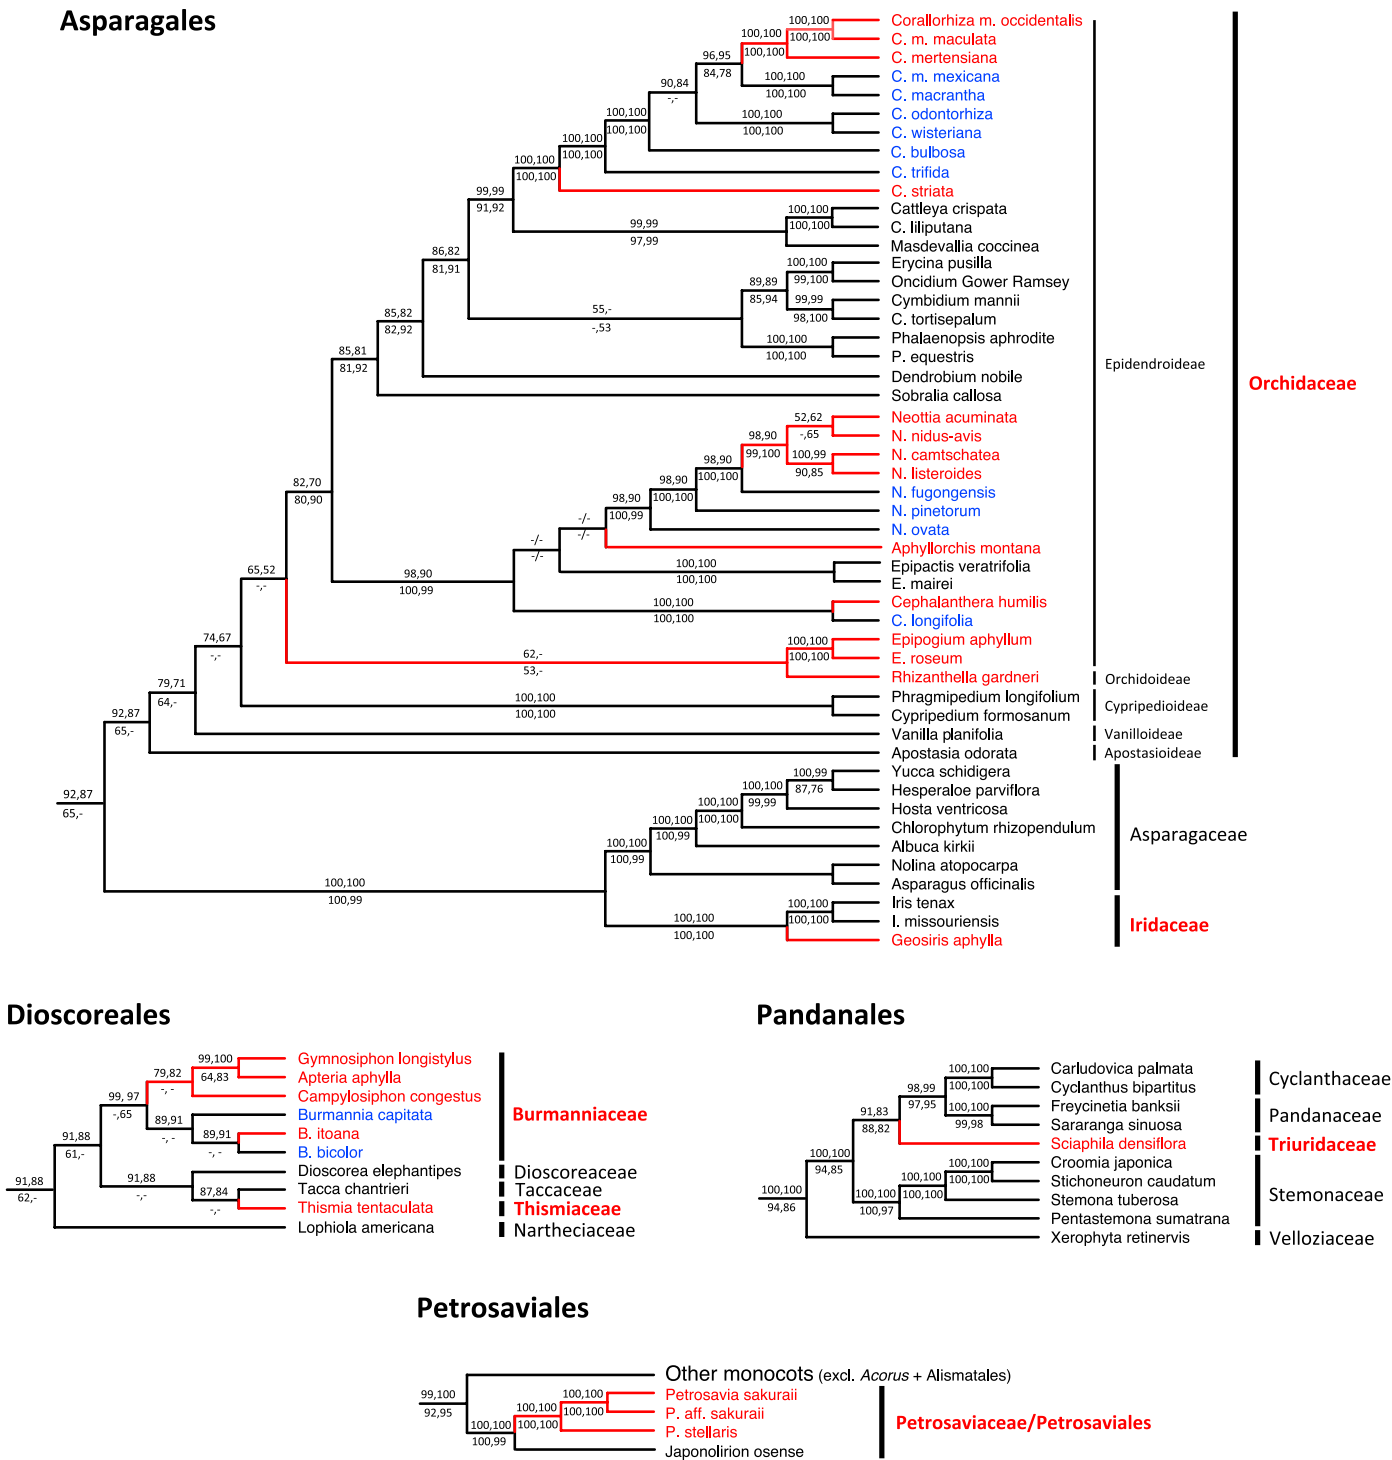 Asparagales
100,100
100,100
100,100
100,100
96,95
84,78
100,100
100,100
90,84
-,-
100,100
100,100
100,100
100,100
100,100
100,100
100,100
100,100
99,99
91,92
99,99
97,99
100,100
100,100
86,82
81,91
55,-
-,53
89,89
85,94
100,100
99,100
99,99
98,100
100,100
100,100
85,82
82,92
85,81
81,92
82,70
80,90
98,90
100,99
-/-
-/-
-/-
-/-
98,90
100,99
98,90
100,100
98,90
100,100
98,90
99,100
52,62
-,65
100,99
90,85
100,100
100,100
100,100
100,100
65,52
-,-
62,-
53,-
100,100
100,100
74,67
-,-
100,100
100,100
79,71
64,-
92,87
65,-
92,87
65,-
100,100
100,99
100,100
100,99
100,100
100,99
100,100
100,100
100,100
99,99
100,99
87,76
100,100
100,100
100,100
100,100
Corallorhiza m. occidentalis
C. m. maculata
C. mertensiana
C. m. mexicana
C. macrantha
C. odontorhiza
C. wisteriana
C. bulbosa
C. trifida
C. striata
Cattleya crispata
C. liliputana
Masdevallia coccinea
Erycina pusilla
Oncidium Gower Ramsey
Cymbidium mannii
C. tortisepalum
Phalaenopsis aphrodite
P. equestris
Dendrobium nobile
Sobralia callosa
Neottia acuminata
N. nidus-avis
N. camtschatea
N. listeroides
N. fugongensis
N. pinetorum
N. ovata
Aphyllorchis montana
Epipactis veratrifolia
E. mairei
Cephalanthera humilis
C. longifolia
Epipogium aphyllum
E. roseum
Rhizanthella gardneri
Phragmipedium longifolium
Cypripedium formosanum
Vanilla planifolia
Apostasia odorata
Yucca schidigera
Hesperaloe parviflora
Hosta ventricosa
Chlorophytum rhizopendulum
Albuca kirkii
Nolina atopocarpa
Asparagus officinalis
Iris tenax
I. missouriensis
Geosiris aphylla
Epidendroideae
Orchidoideae
Cypripedioideae
Vanilloideae
Apostasioideae
Orchidaceae
Asparagaceae
Iridaceae
Dioscoreales
99,100
64,83
79,82
-, -
99, 97
-,65
89,91
-, -
89,91
-, -
91,88
61,-
91,88
-,-
87,84
-,-
91,88
62,-
Gymnosiphon longistylus
Apteria aphylla
Campylosiphon congestus
Burmannia capitata
B. itoana
B. bicolor
Dioscorea elephantipes
Tacca chantrieri
Thismia tentaculata
Lophiola americana
Burmanniaceae
Dioscoreaceae
Taccaceae
Thismiaceae
Nartheciaceae
Pandanales
100,100
100,100
98,99
97,95
100,100
99,98
91,83
88,82
100,100
94,85
100,100
100,100
100,100
100,100
100,100
100,97
100,100
94,86
Carludovica palmata
Cyclanthus bipartitus
Freycinetia banksii
Sararanga sinuosa
Sciaphila densiflora
Croomia japonica
Stichoneuron caudatum
Stemona tuberosa
Pentastemona sumatrana
Xerophyta retinervis
Cyclanthaceae
Pandanaceae
Triuridaceae
Stemonaceae
Velloziaceae
Petrosaviales
99,100
92,95
100,100
100,99
100,100
100,100
100,100
100,100
Other monocots (excl. Acorus + Alismatales)
Petrosavia sakuraii
P. aff. sakuraii
P. stellaris
Japonolirion osense
Petrosaviaceae/Petrosaviales